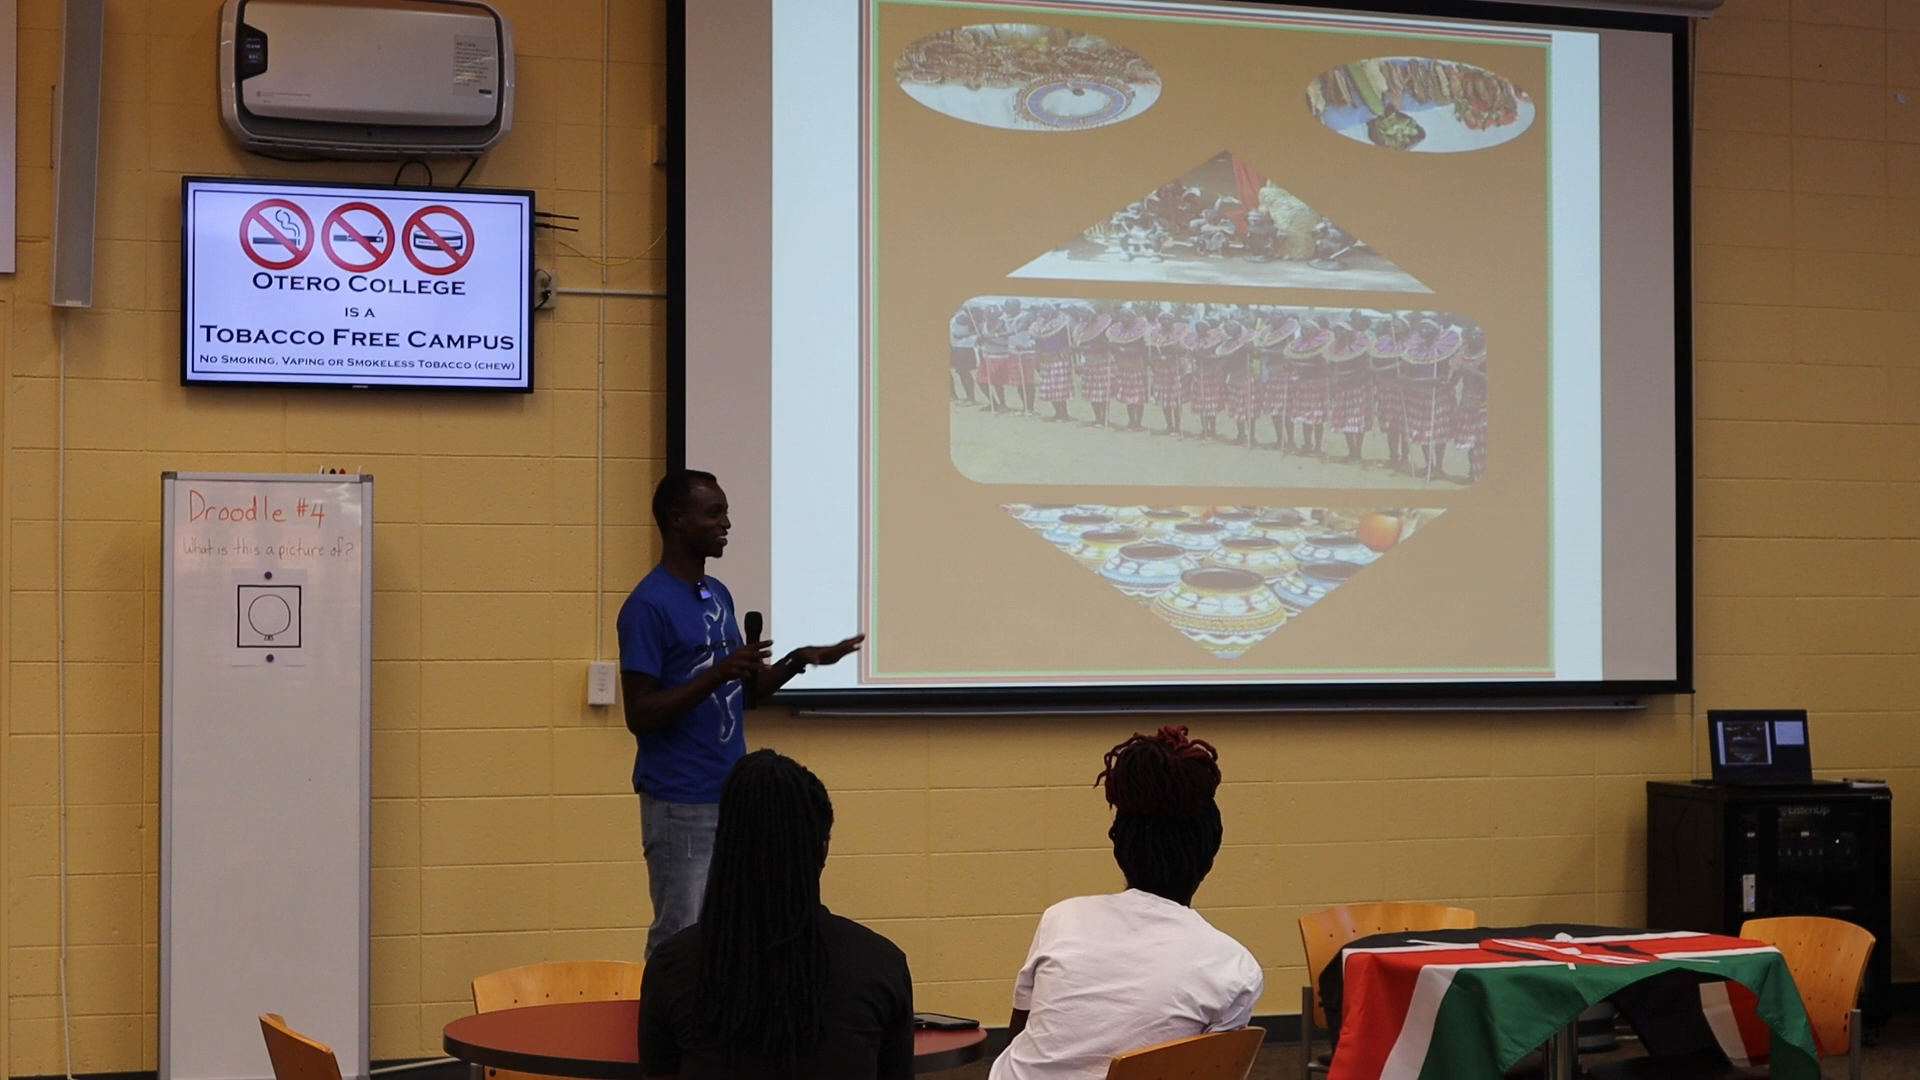 OTERO COLLEGE
IS A
TOBACCO FREE CAMPUS
NO SMOKING, VAPING OR SMOKELESS TOBACCO (CHEW)
Droodle #4
What is this a picture of?
ListenUp